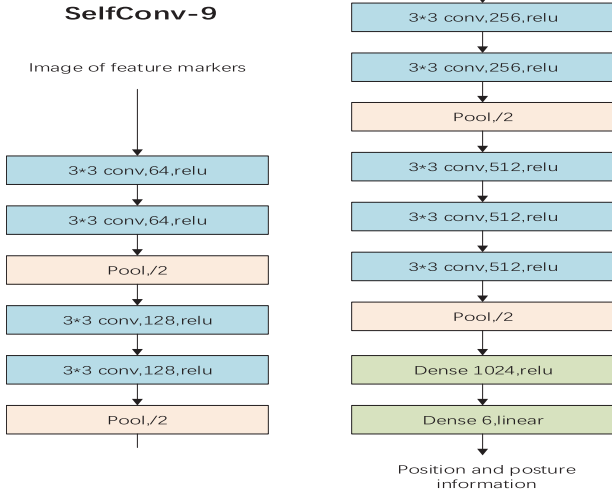 SelfConv-9
Image of feature markers
3*3 conv,64,relu
3*3 conv,64,relu
Pool,/2
3*3 conv,128,relu
3*3 conv,128,relu
Pool,/2
3*3 conv,256,relu
3*3 conv,256,relu
Pool,/2
3*3 conv,512,relu
3*3 conv,512,relu
3*3 conv,512,relu
Pool,/2
Dense 1024,relu
Dense 6,linear
Position and posture
information